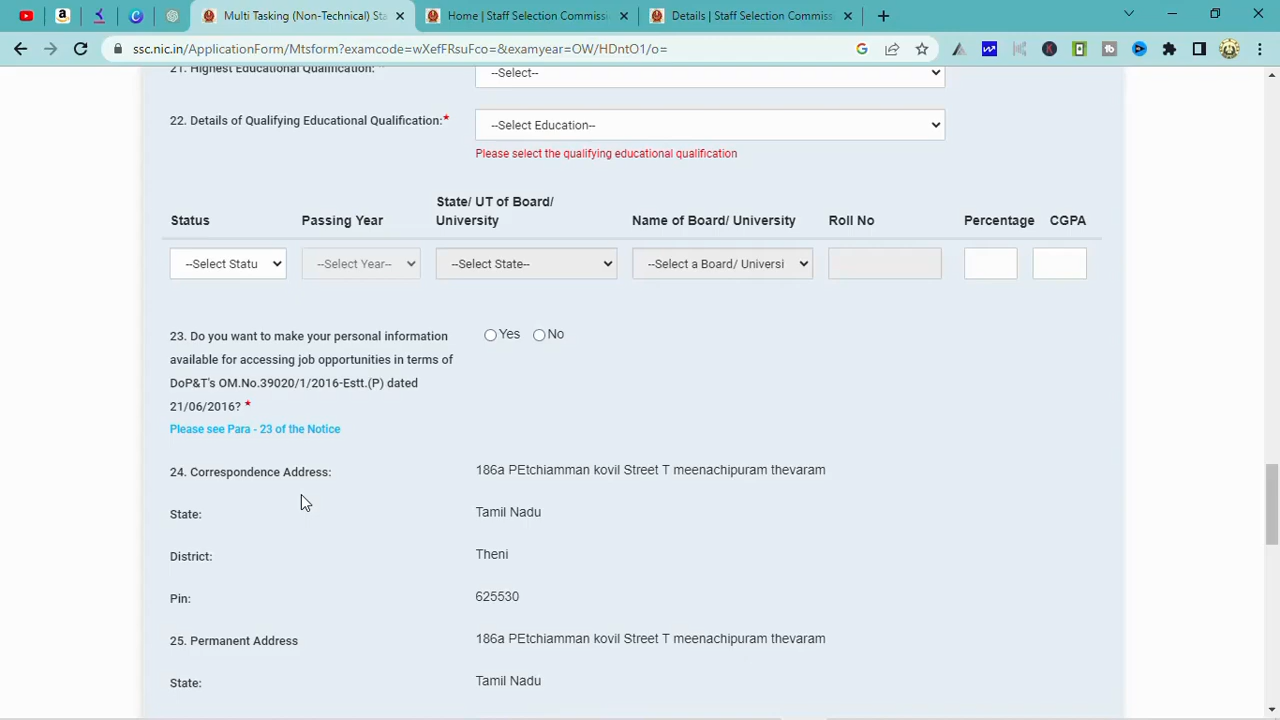 Multi Tasking (Non-Technical) Sta
Home | Staff Selection Commiss
Details | Staff Selection Commiss
ssc.nic.in/ApplicationForm/Mtsform?examcode=wXefFRsuFco=&examyear=OW/HDntO1/o=
21. Highest Educational Qualification:
--Select--
22. Details of Qualifying Educational Qualification:*
--Select Education--
Please select the qualifying educational qualification
Status
Passing Year
State/ UT of Board/
University
Name of Board/ University
Roll No
Percentage
CGPA
--Select Statu
--Select Year--
--Select State--
--Select a Board/ Universi
23. Do you want to make your personal information
available for accessing job opportunities in terms of
DoP&T's OM.No.39020/1/2016-Estt.(P) dated
21/06/2016? *
Yes No
Please see Para - 23 of the Notice
24. Correspondence Address:
186a PEtchiamman kovil Street T meenachipuram thevaram
State:
Tamil Nadu
District:
Theni
Pin:
625530
25. Permanent Address
186a PEtchiamman kovil Street T meenachipuram thevaram
State:
Tamil Nadu